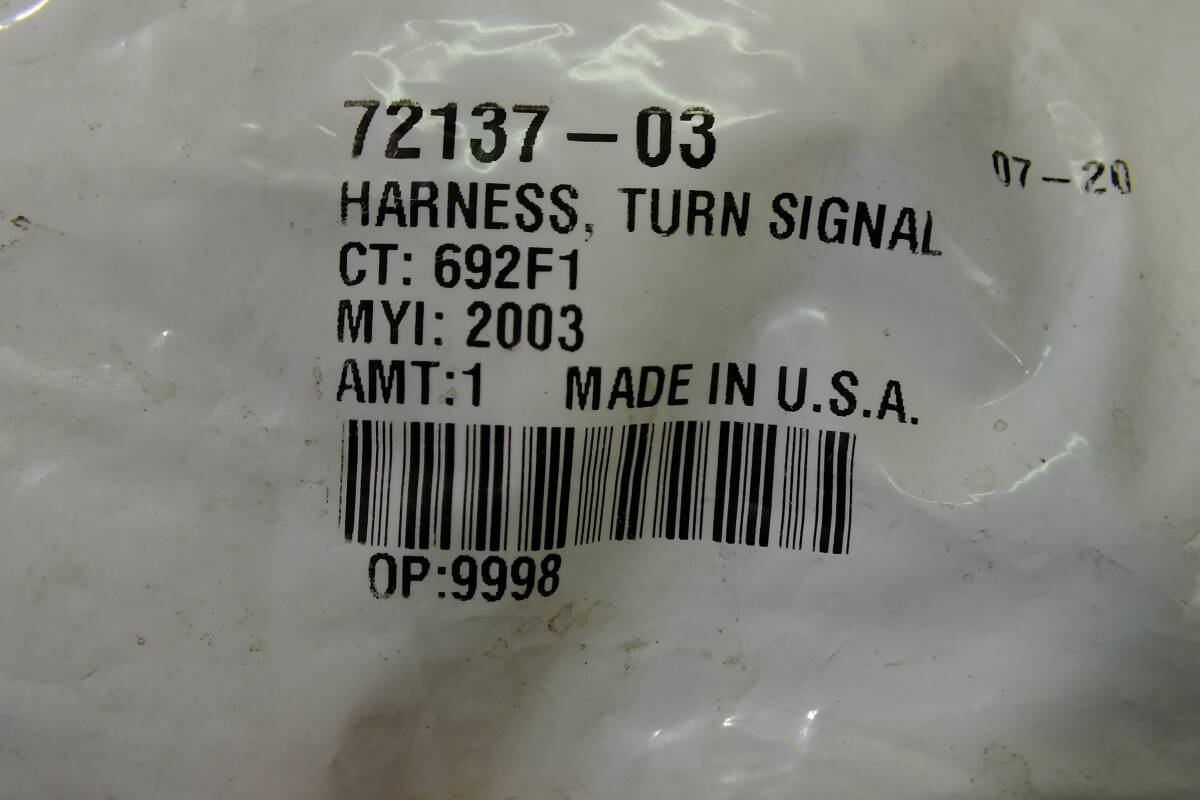 72137-03
07-20
HARNESS, TURN SIGNAL
CT: 692F1
MYI: 2003
AMT:1 MADE IN U.S.A.
OP:9998